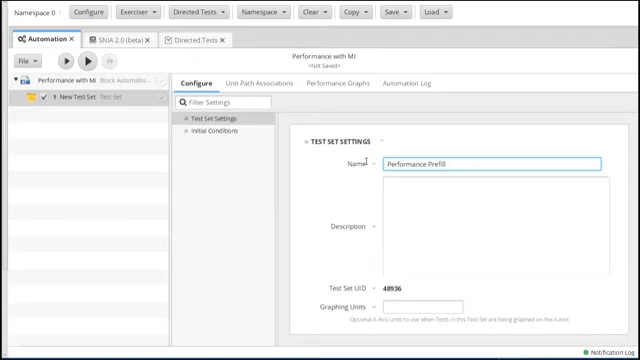 Namespace 0 Configure Exerciser Directed Tests Namespace Clear Copy Save Load
Automation SNIA 2.0 (beta) Directed Tests
File
Performance with MI
<Not Saved>
Performance with MI Block Automatio...
1 New Test Set Test Set
Configure Unit Path Associations Performance Graphs Automation Log
Filter Settings
Test Set Settings
Initial Conditions
TEST SET SETTINGS
Name Performance Prefill
Description
Test Set UID 48936
Graphing Units
Optional X-Axis units to use when Tests in this Test Set are being graphed on the X-Axis
Notification Log